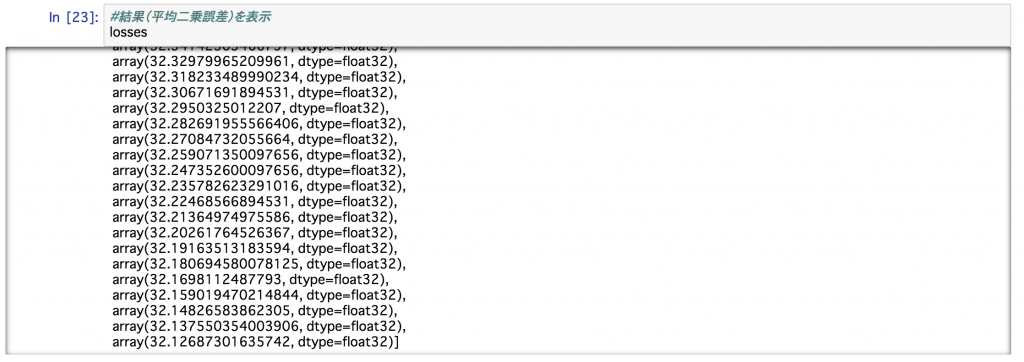 In [23]: #結果(平均二乗誤差)を表示
losses
array(32.32979965209961, dtype=float32),
array(32.318233489990234, dtype=float32),
array(32.30671691894531, dtype=float32),
array(32.2950325012207, dtype=float32),
array(32.282691955566406, dtype=float32),
array(32.27084732055664, dtype=float32),
array(32.259071350097656, dtype=float32),
array(32.247352600097656, dtype=float32),
array(32.235782623291016, dtype=float32),
array(32.22468566894531, dtype=float32),
array(32.21364974975586, dtype=float32),
array(32.20261764526367, dtype=float32),
array(32.19163513183594, dtype=float32),
array(32.180694580078125, dtype=float32),
array(32.1698112487793, dtype=float32),
array(32.159019470214844, dtype=float32),
array(32.14826583862305, dtype=float32),
array(32.137550354003906, dtype=float32),
array(32.12687301635742, dtype=float32)]